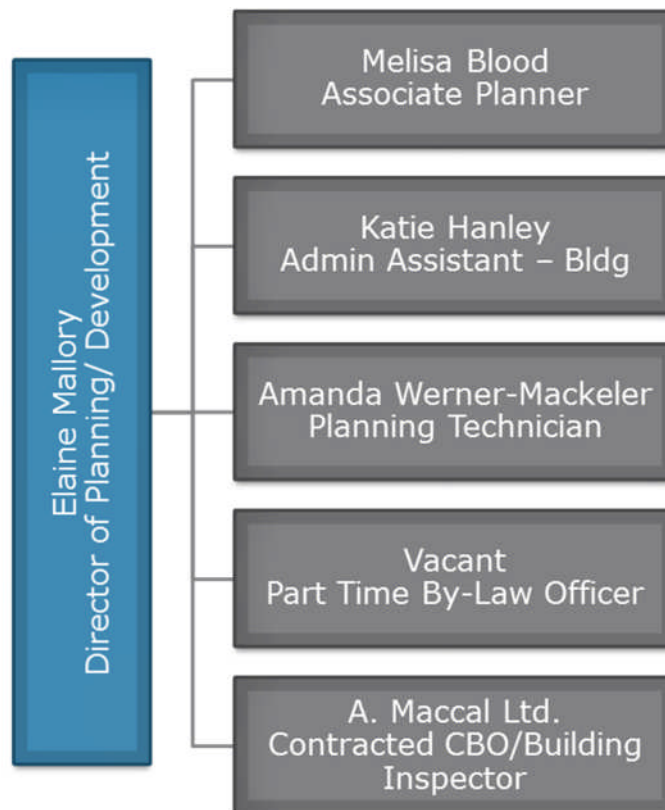 Elaine Mallory
Director of Planning/ Development
Melisa Blood
Associate Planner
Katie Hanley
Admin Assistant – Bldg
Amanda Werner-Mackeler
Planning Technician
Vacant
Part Time By-Law Officer
A. Maccal Ltd.
Contracted CBO/Building
Inspector